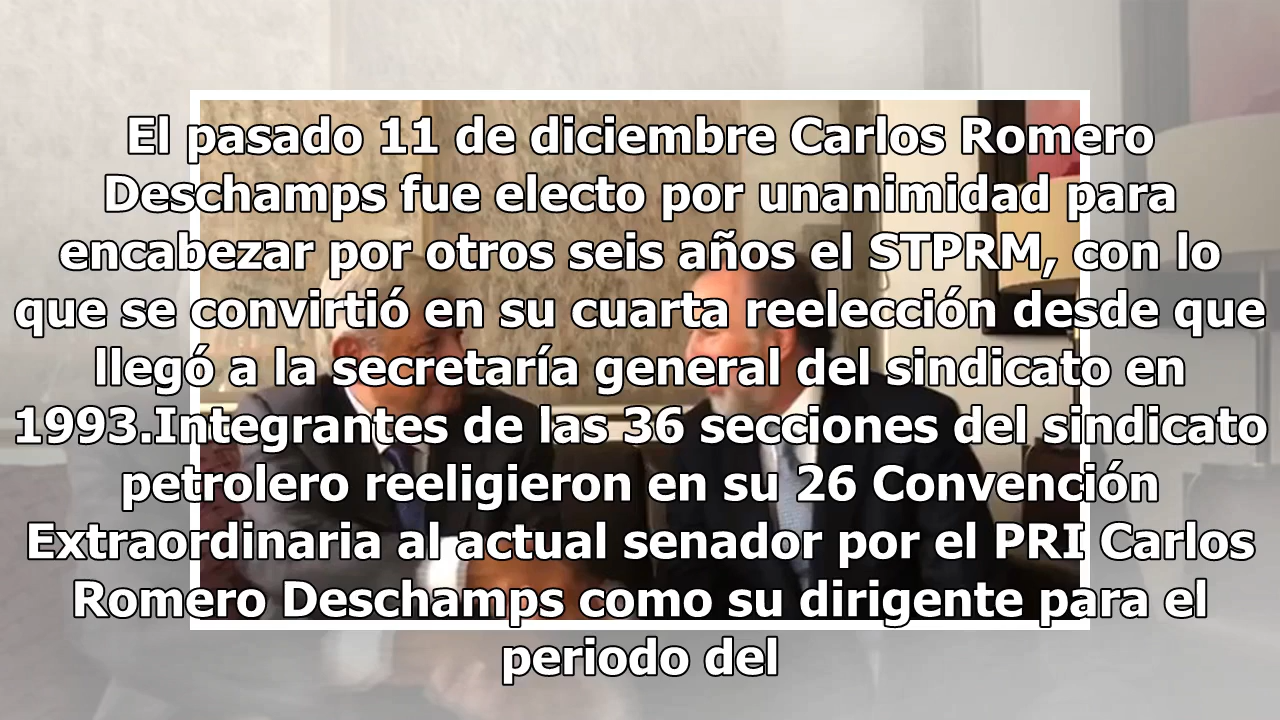 El pasado 11 de diciembre Carlos Romero
Deschamps fue electo por unanimidad para
encabezar por otros seis años el STPRM, con lo
que se convirtió en su cuarta reelección desde que
llegó a la secretaría general del sindicato en
1993.Integrantes de las 36 secciones del sindicato
petrolero reeligieron en su 26 Convención
Extraordinaria al actual senador por el PRI Carlos
Romero Deschamps como su dirigente para el
periodo del